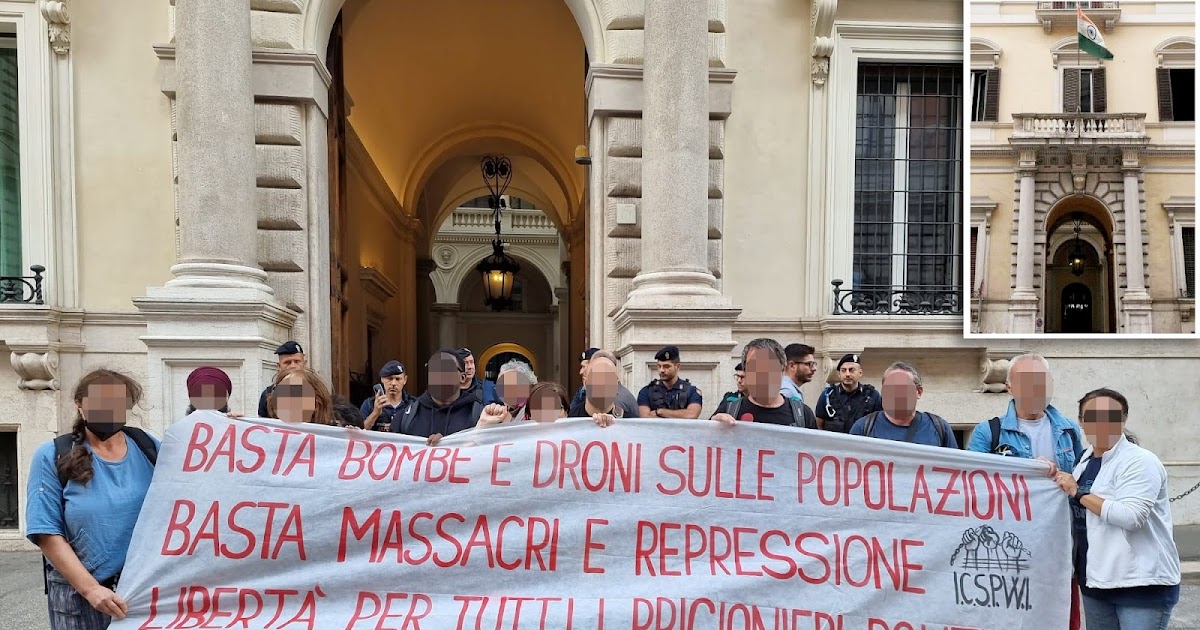 BASTA BOMBE E DRONI SULLE POPOLAZIONI
BASTA MASSACRI E REPRESSIONE
I.C.S.P.W.I.
LIBERTÀ PER TUTTI I PRIGIONIERI